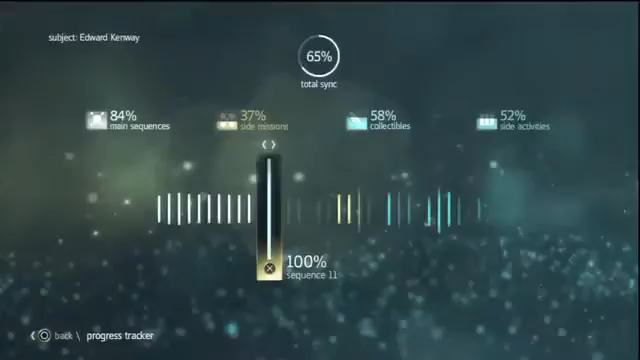 subject: Edward Kenway
65%
total sync
84%
main sequences
37%
side missions
58%
collectibles
52%
side activities
100%
sequence 11
back \ progress tracker